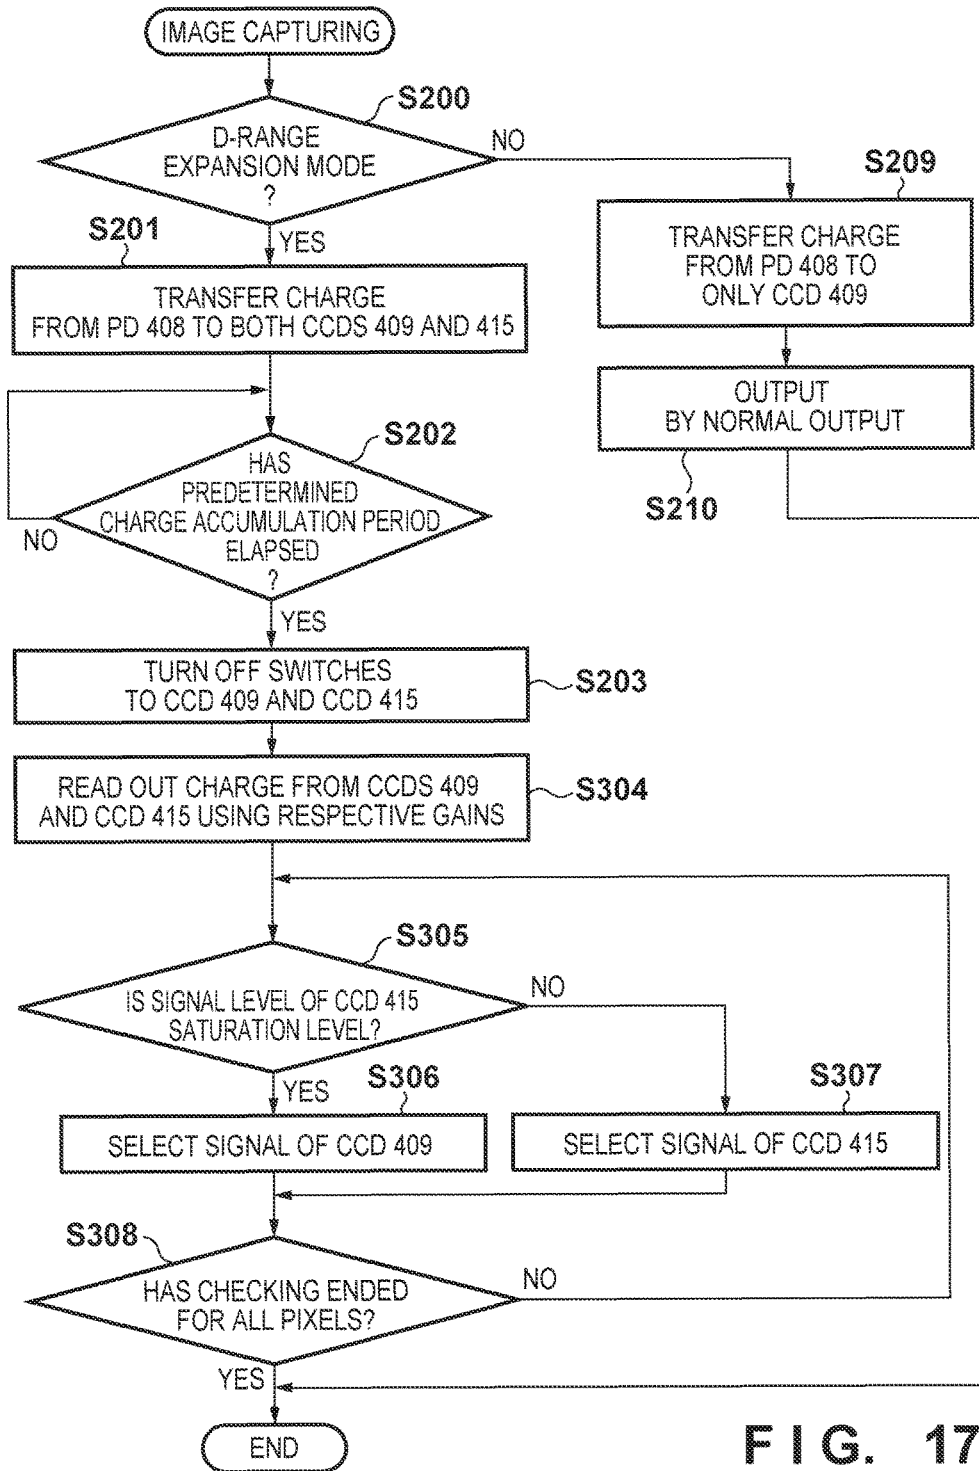 IMAGE CAPTURING
S200
D-RANGE
EXPANSION MODE
?
NO
YES
S201
TRANSFER CHARGE
FROM PD 408 TO BOTH CCDS 409 AND 415
S209
TRANSFER CHARGE
FROM PD 408 TO
ONLY CCD 409
OUTPUT
BY NORMAL OUTPUT
S210
S202
HAS
PREDETERMINED
CHARGE ACCUMULATION PERIOD
ELAPSED
?
NO
YES
TURN OFF SWITCHES
TO CCD 409 AND CCD 415
S203
READ OUT CHARGE FROM CCDS 409
AND CCD 415 USING RESPECTIVE GAINS
S304
S305
IS SIGNAL LEVEL OF CCD 415
SATURATION LEVEL?
NO
YES
S306
SELECT SIGNAL OF CCD 409
S307
SELECT SIGNAL OF CCD 415
S308
HAS CHECKING ENDED
FOR ALL PIXELS?
NO
YES
END
FIG. 17